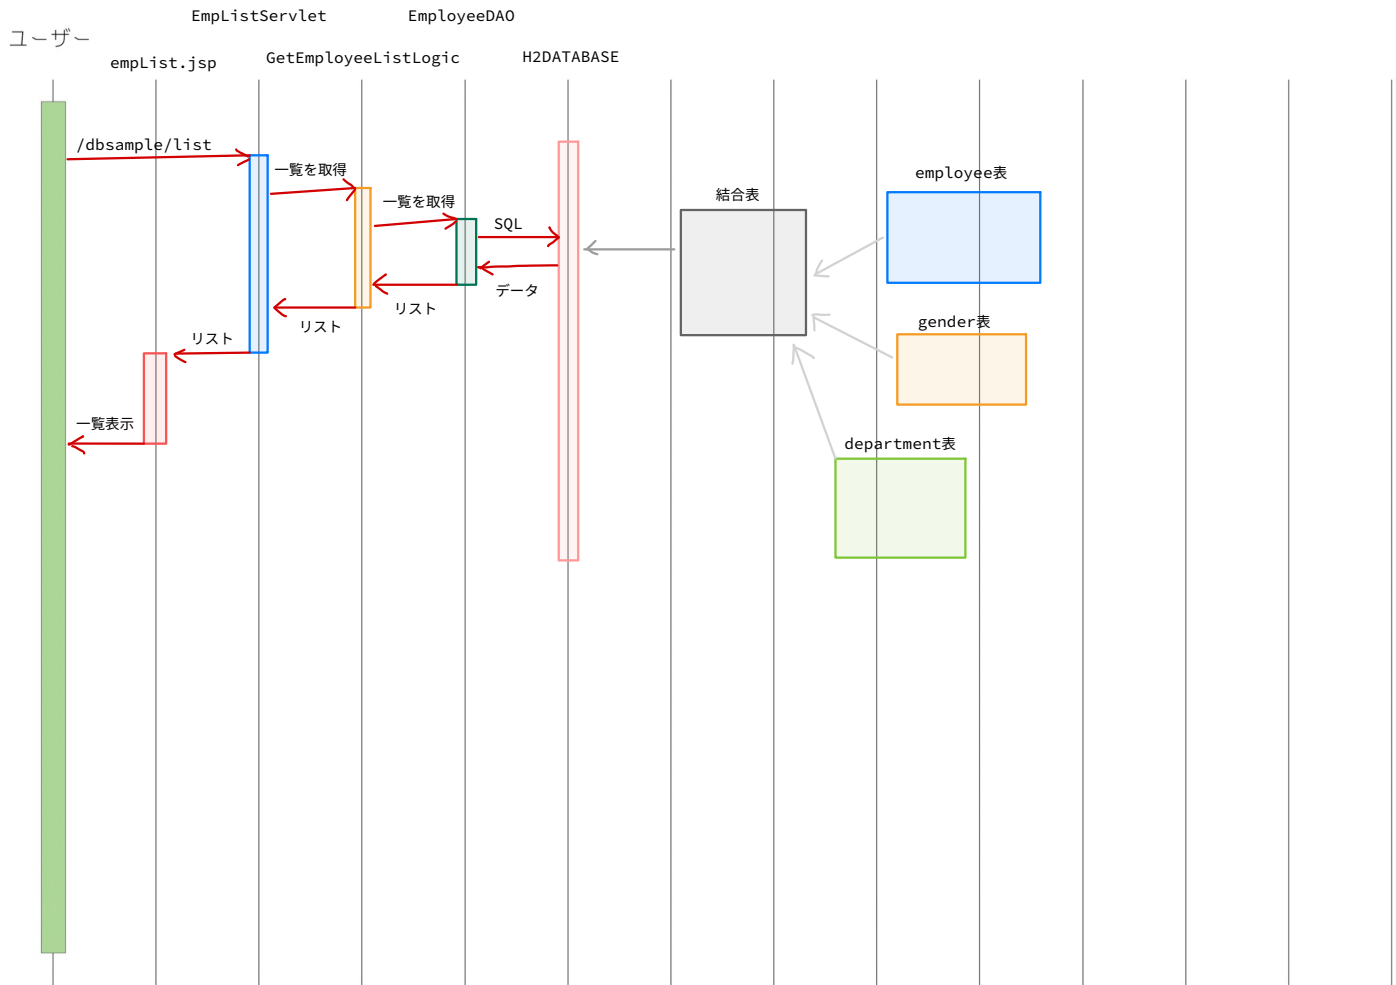 EmpListServlet
EmployeeDAO
ユーザー
empList.jsp
GetEmployeeListLogic
H2DATABASE
/dbsample/list
一覧を取得
一覧を取得
SQL
データ
リスト
リスト
リスト
一覧表示
結合表
employee表
gender表
department表